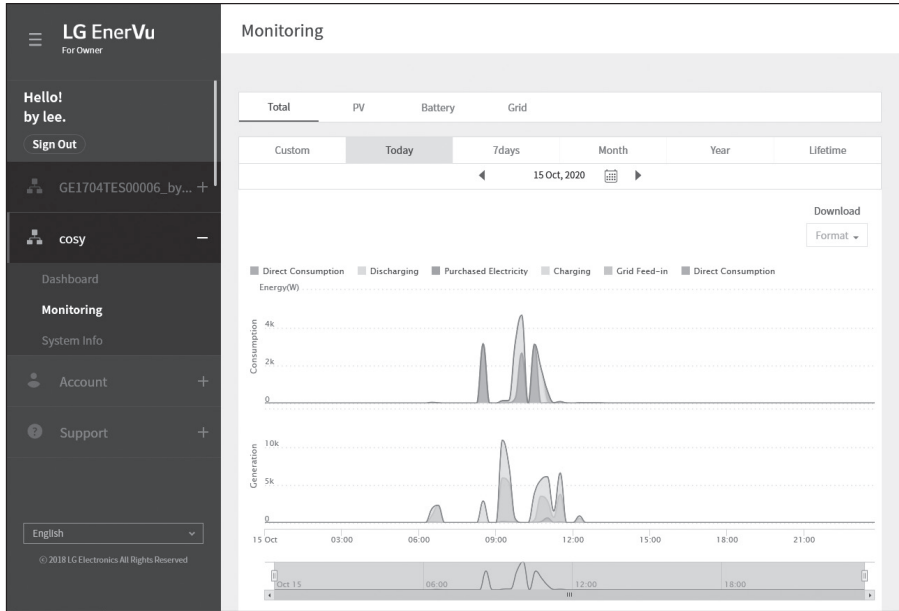 LG EnerVu
For Owner
Hello!
by lee.
Sign Out
GE1704TES00006_by... +
cosy −
Dashboard
Monitoring
System Info
Account +
Support +
English
© 2018 LG Electronics All Rights Reserved
Monitoring
Total PV Battery Grid
Custom Today 7days Month Year Lifetime
15 Oct, 2020
Download
Format
Direct Consumption Discharging Purchased Electricity Charging Grid Feed-in Direct Consumption
Energy(W)
Consumption
4k
2k
0
Generation
10k
5k
0
15 Oct 03:00 06:00 09:00 12:00 15:00 18:00 21:00
Oct 15 06:00 12:00 18:00